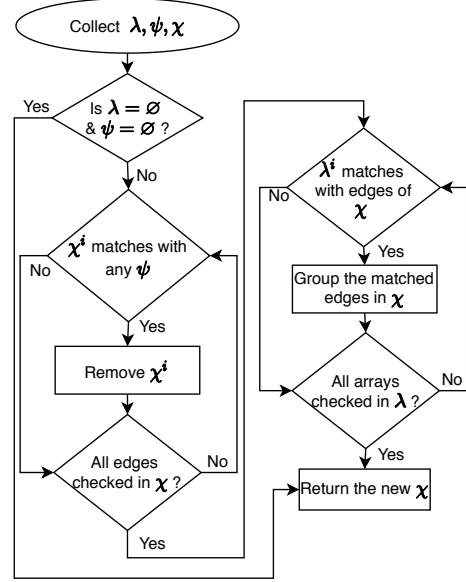 Collect λ, ψ, χ
Yes
Is λ = ∅
& ψ = ∅ ?
No
χⁱ matches with
any ψ
No
Yes
Remove χⁱ
All edges
checked in χ ?
No
Yes
λⁱ matches
with edges of
χ
No
Yes
Group the matched
edges in χ
All arrays
checked in λ ?
No
Yes
Return the new χ